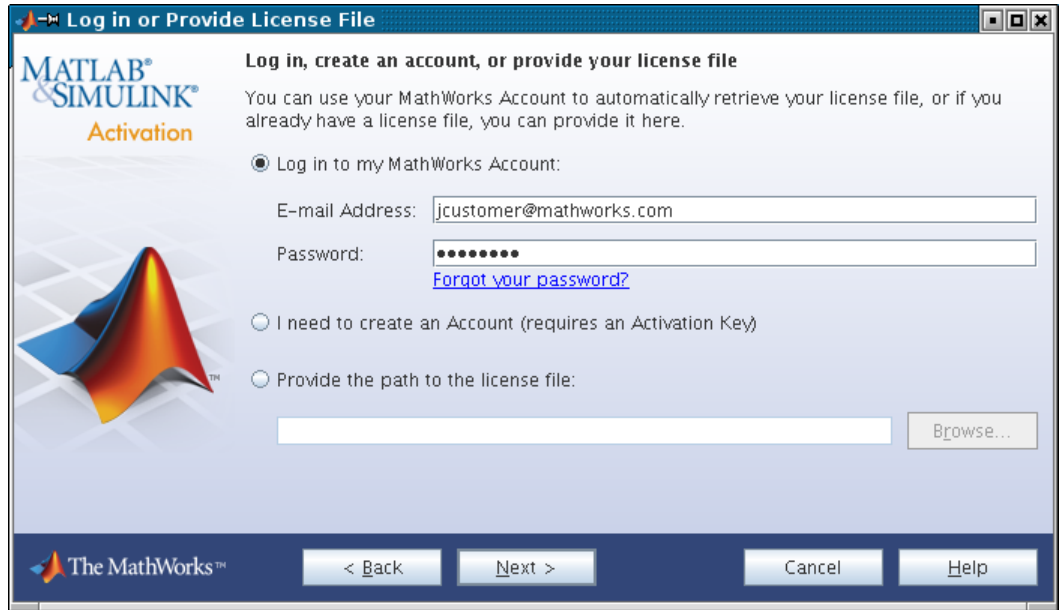 Log in or Provide License File
MATLAB®
&SIMULINK®
Activation
Log in, create an account, or provide your license file
You can use your MathWorks Account to automatically retrieve your license file, or if you
already have a license file, you can provide it here.
Log in to my MathWorks Account:
E-mail Address: jcustomer@mathworks.com
Password: ••••••••
Forgot your password?
I need to create an Account (requires an Activation Key)
TM
Provide the path to the license file:
Browse...
The MathWorks™ < Back Next > Cancel Help